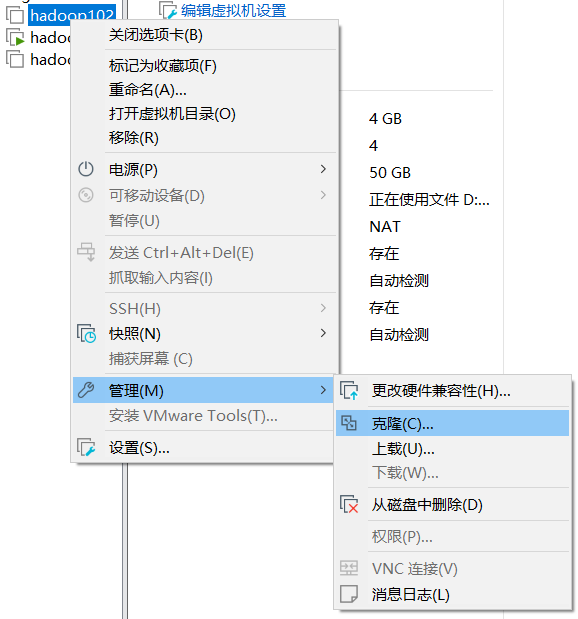 编辑虚拟机设置
hadoop102
hadoo
hadoo
关闭选项卡(B)
标记为收藏项(F)
重命名(A)...
打开虚拟机目录(O)
移除(R)
电源(P)
可移动设备(D)
暂停(U)
发送 Ctrl+Alt+Del(E)
抓取输入内容(I)
SSH(H)
快照(N)
捕获屏幕 (C)
管理(M)
安装 VMware Tools(T)...
设置(S)...
4 GB
4
50 GB
正在使用文件 D:...
NAT
存在
自动检测
存在
自动检测
更改硬件兼容性(H)...
克隆(C)...
上载(U)...
下载(W)...
从磁盘中删除(D)
权限(P)...
VNC 连接(V)
消息日志(L)